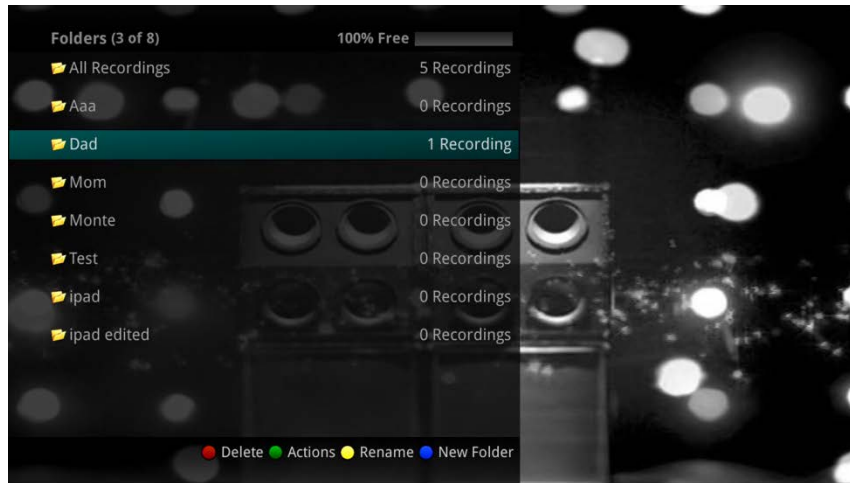 Folders (3 of 8) 100% Free
All Recordings 5 Recordings
Aaa 0 Recordings
Dad 1 Recording
Mom 0 Recordings
Monte 0 Recordings
Test 0 Recordings
ipad 0 Recordings
ipad edited 0 Recordings
Delete Actions Rename New Folder